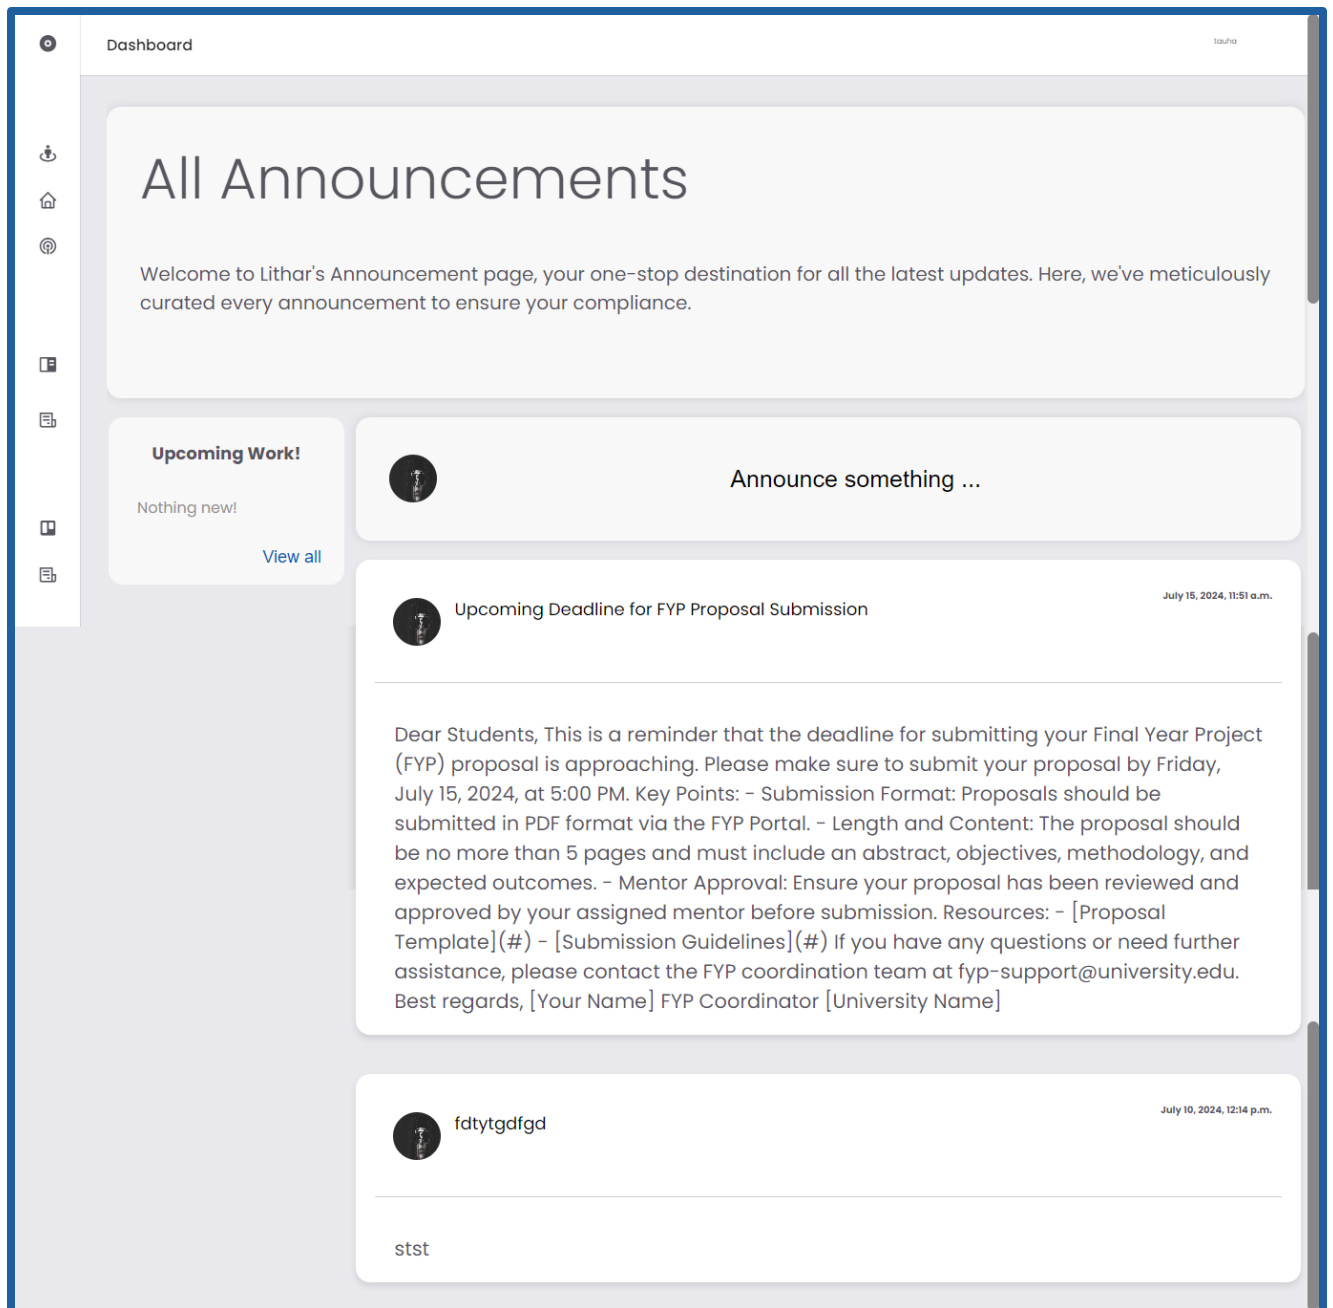 Dashboard
tauha
All Announcements
Welcome to Lithar's Announcement page, your one-stop destination for all the latest updates. Here, we've meticulously
curated every announcement to ensure your compliance.
Upcoming Work!
Nothing new!
View all
Announce something ...
Upcoming Deadline for FYP Proposal Submission
July 15, 2024, 11:51 a.m.
Dear Students, This is a reminder that the deadline for submitting your Final Year Project
(FYP) proposal is approaching. Please make sure to submit your proposal by Friday,
July 15, 2024, at 5:00 PM. Key Points: - Submission Format: Proposals should be
submitted in PDF format via the FYP Portal. - Length and Content: The proposal should
be no more than 5 pages and must include an abstract, objectives, methodology, and
expected outcomes. - Mentor Approval: Ensure your proposal has been reviewed and
approved by your assigned mentor before submission. Resources: - [Proposal
Template](#) - [Submission Guidelines](#) If you have any questions or need further
assistance, please contact the FYP coordination team at fyp-support@university.edu.
Best regards, [Your Name] FYP Coordinator [University Name]
fdtytgdfgd
July 10, 2024, 12:14 p.m.
stst